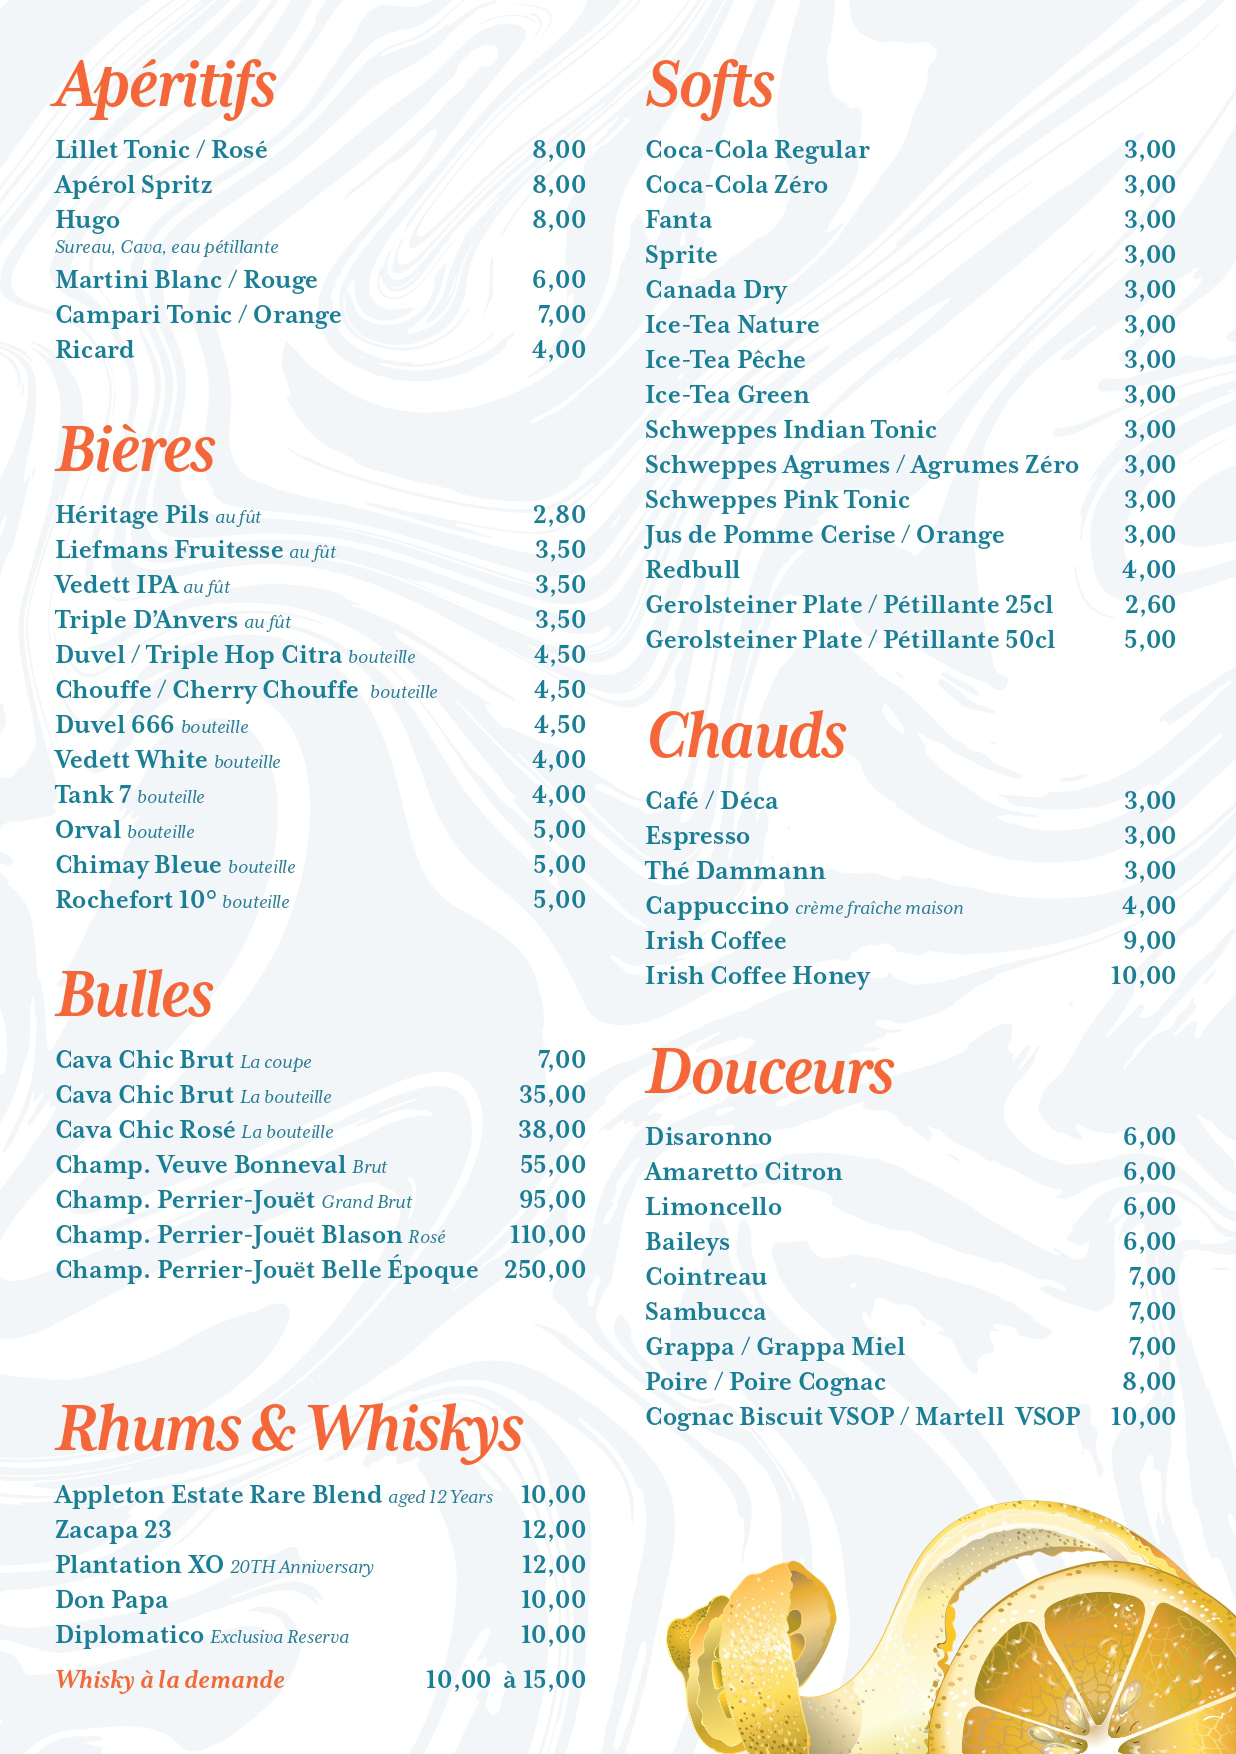 Apéritifs
Lillet Tonic / Rosé 8,00
Apérol Spritz 8,00
Hugo 8,00
Sureau, Cava, eau pétillante
Martini Blanc / Rouge 6,00
Campari Tonic / Orange 7,00
Ricard 4,00
Bières
Héritage Pils au fût 2,80
Liefmans Fruitesse au fût 3,50
Vedett IPA au fût 3,50
Triple D’Anvers au fût 3,50
Duvel / Triple Hop Citra bouteille 4,50
Chouffe / Cherry Chouffe bouteille 4,50
Duvel 666 bouteille 4,50
Vedett White bouteille 4,00
Tank 7 bouteille 4,00
Orval bouteille 5,00
Chimay Bleue bouteille 5,00
Rochefort 10° bouteille 5,00
Bulles
Cava Chic Brut La coupe 7,00
Cava Chic Brut La bouteille 35,00
Cava Chic Rosé La bouteille 38,00
Champ. Veuve Bonneval Brut 55,00
Champ. Perrier-Jouët Grand Brut 95,00
Champ. Perrier-Jouët Blason Rosé 110,00
Champ. Perrier-Jouët Belle Époque 250,00
Rhums & Whiskys
Appleton Estate Rare Blend aged 12 Years 10,00
Zacapa 23 12,00
Plantation XO 20TH Anniversary 12,00
Don Papa 10,00
Diplomatico Exclusiva Reserva 10,00
Whisky à la demande 10,00 à 15,00
Softs
Coca-Cola Regular 3,00
Coca-Cola Zéro 3,00
Fanta 3,00
Sprite 3,00
Canada Dry 3,00
Ice-Tea Nature 3,00
Ice-Tea Pêche 3,00
Ice-Tea Green 3,00
Schweppes Indian Tonic 3,00
Schweppes Agrumes / Agrumes Zéro 3,00
Schweppes Pink Tonic 3,00
Jus de Pomme Cerise / Orange 3,00
Redbull 4,00
Gerolsteiner Plate / Pétillante 25cl 2,60
Gerolsteiner Plate / Pétillante 50cl 5,00
Chauds
Café / Déca 3,00
Espresso 3,00
Thé Dammann 3,00
Cappuccino crème fraîche maison 4,00
Irish Coffee 9,00
Irish Coffee Honey 10,00
Douceurs
Disaronno 6,00
Amaretto Citron 6,00
Limoncello 6,00
Baileys 6,00
Cointreau 7,00
Sambucca 7,00
Grappa / Grappa Miel 7,00
Poire / Poire Cognac 8,00
Cognac Biscuit VSOP / Martell VSOP 10,00